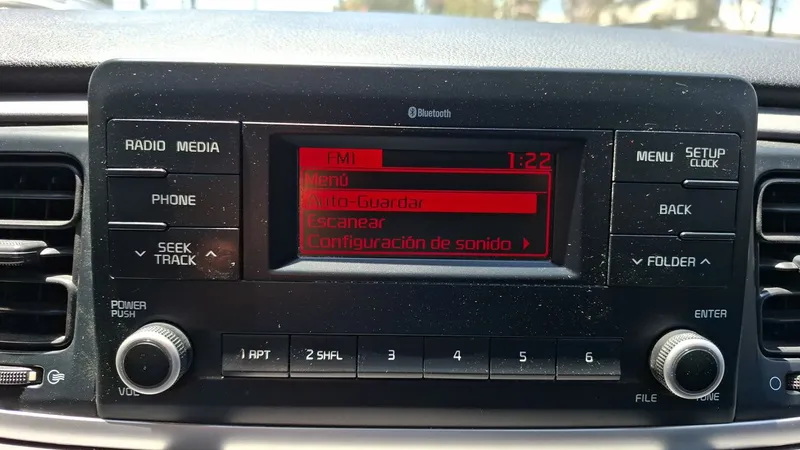 Bluetooth
RADIO MEDIA
FM1 1:22
MENU SETUP
CLOCK
Menú
PHONE
Auto-Guardar
BACK
Escanear
SEEK
TRACK
Configuración de sonido
FOLDER
POWER
PUSH
ENTER
1 RPT 2 SHFL 3 4 5 6
VOL
FILE TUNE